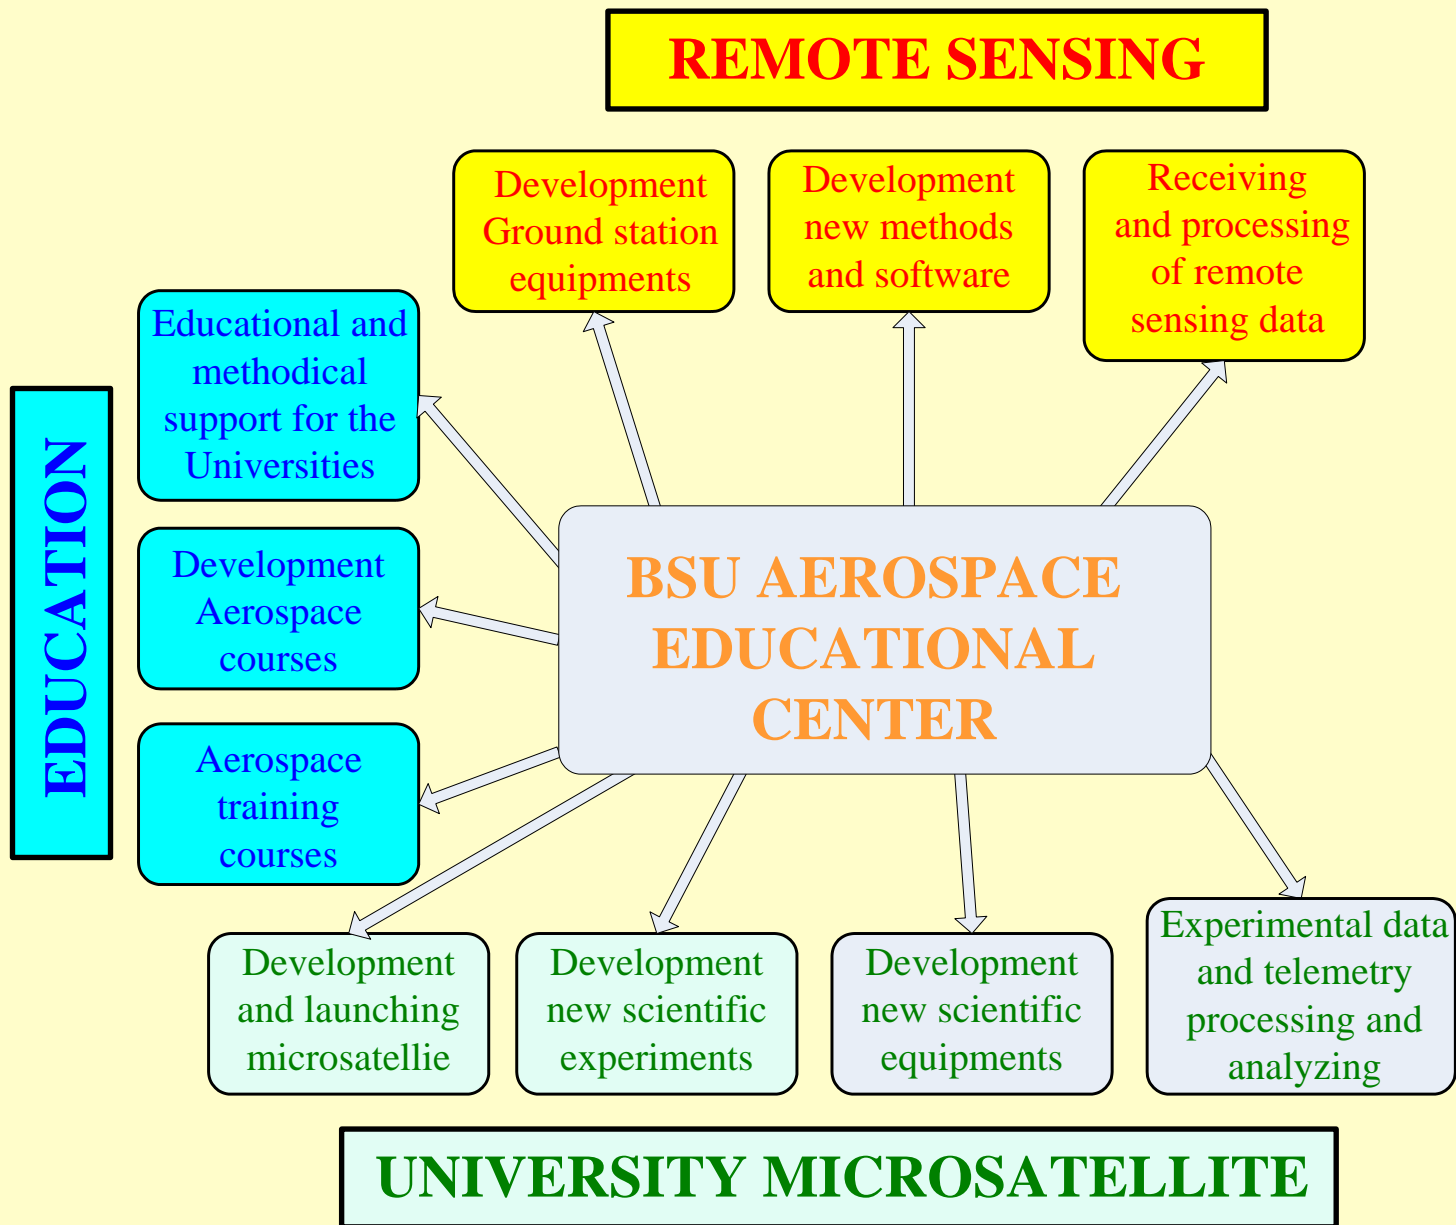 REMOTE SENSING
Development
Ground station
equipments
Development
new methods
and software
Receiving
and processing
of remote
sensing data
EDUCATION
Educational and
methodical
support for the
Universities
Development
Aerospace
courses
Aerospace
training
courses
BSU AEROSPACE
EDUCATIONAL
CENTER
Development
and launching
microsatellie
Development
new scientific
experiments
Development
new scientific
equipments
Experimental data
and telemetry
processing and
analyzing
UNIVERSITY MICROSATELLITE